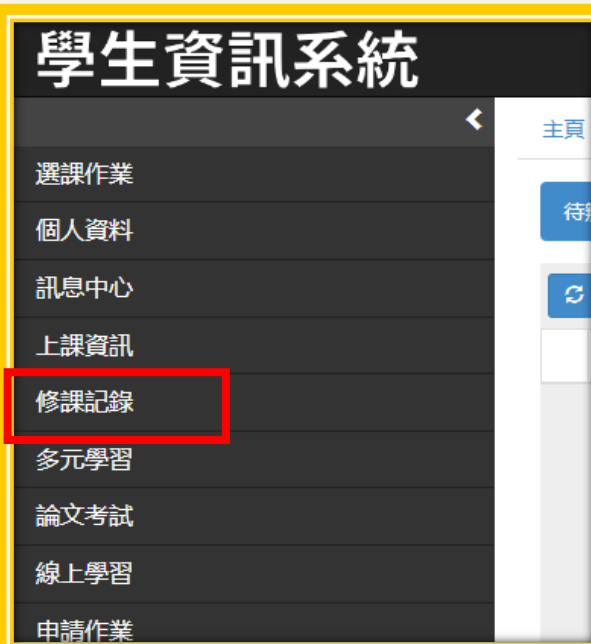 學生資訊系統
主頁
選課作業
待
個人資料
訊息中心
上課資訊
修課記錄
多元學習
論文考試
線上學習
申請作業